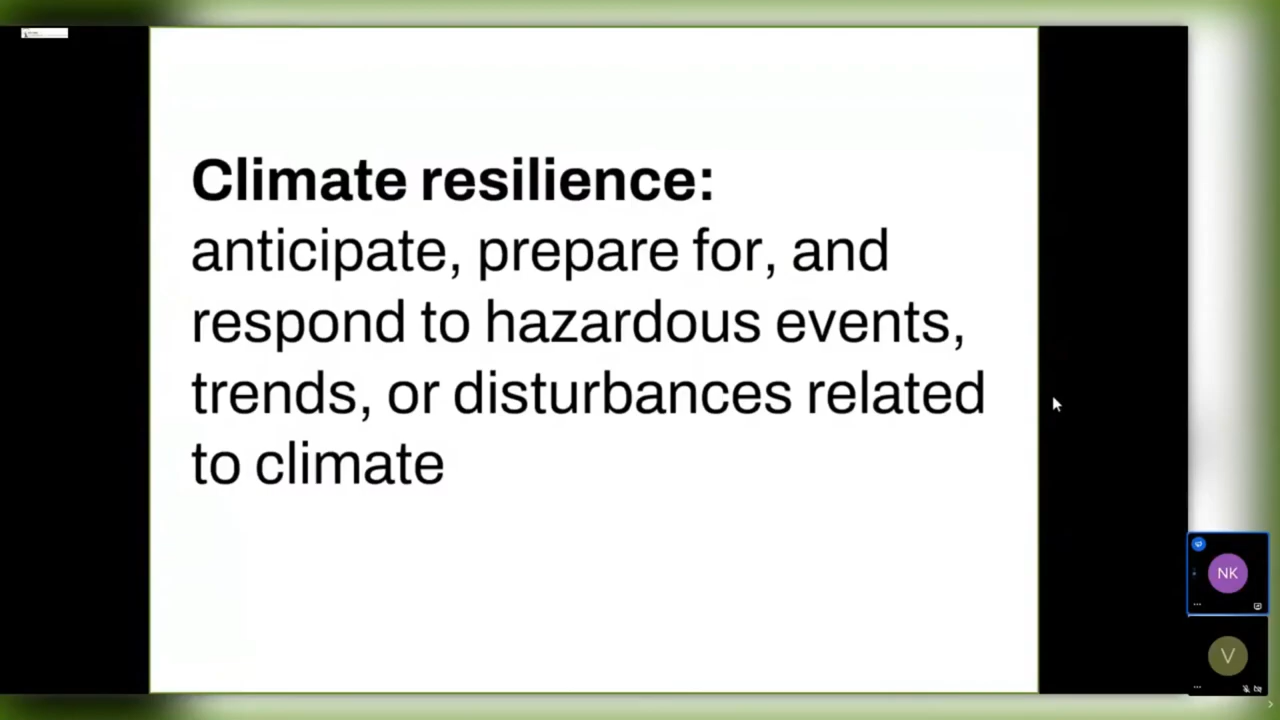 Climate resilience:
anticipate, prepare for, and
respond to hazardous events,
trends, or disturbances related
to climate
NK
V